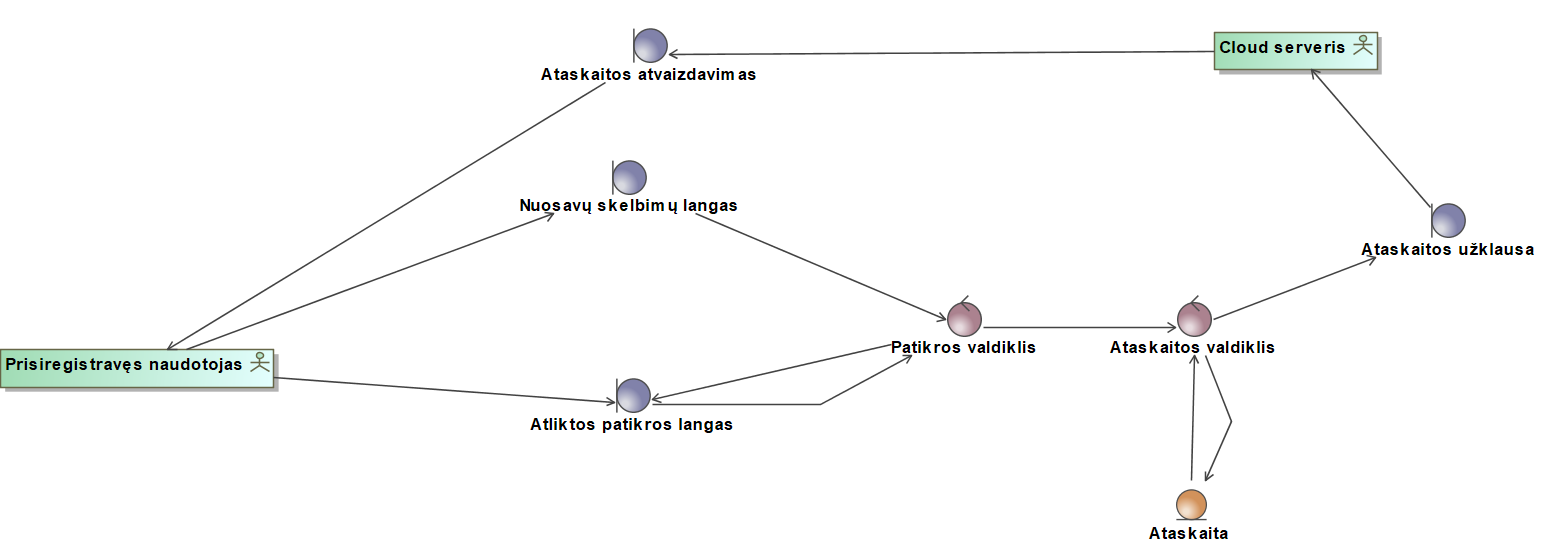 Cloud serveris
Ataskaitos atvaizdavimas
Nuosavų skelbimų langas
Ataskaitos užklausa
Patikros valdiklis
Ataskaitos valdiklis
Prisiregistravęs naudotojas
Atliktos patikros langas
Ataskaita